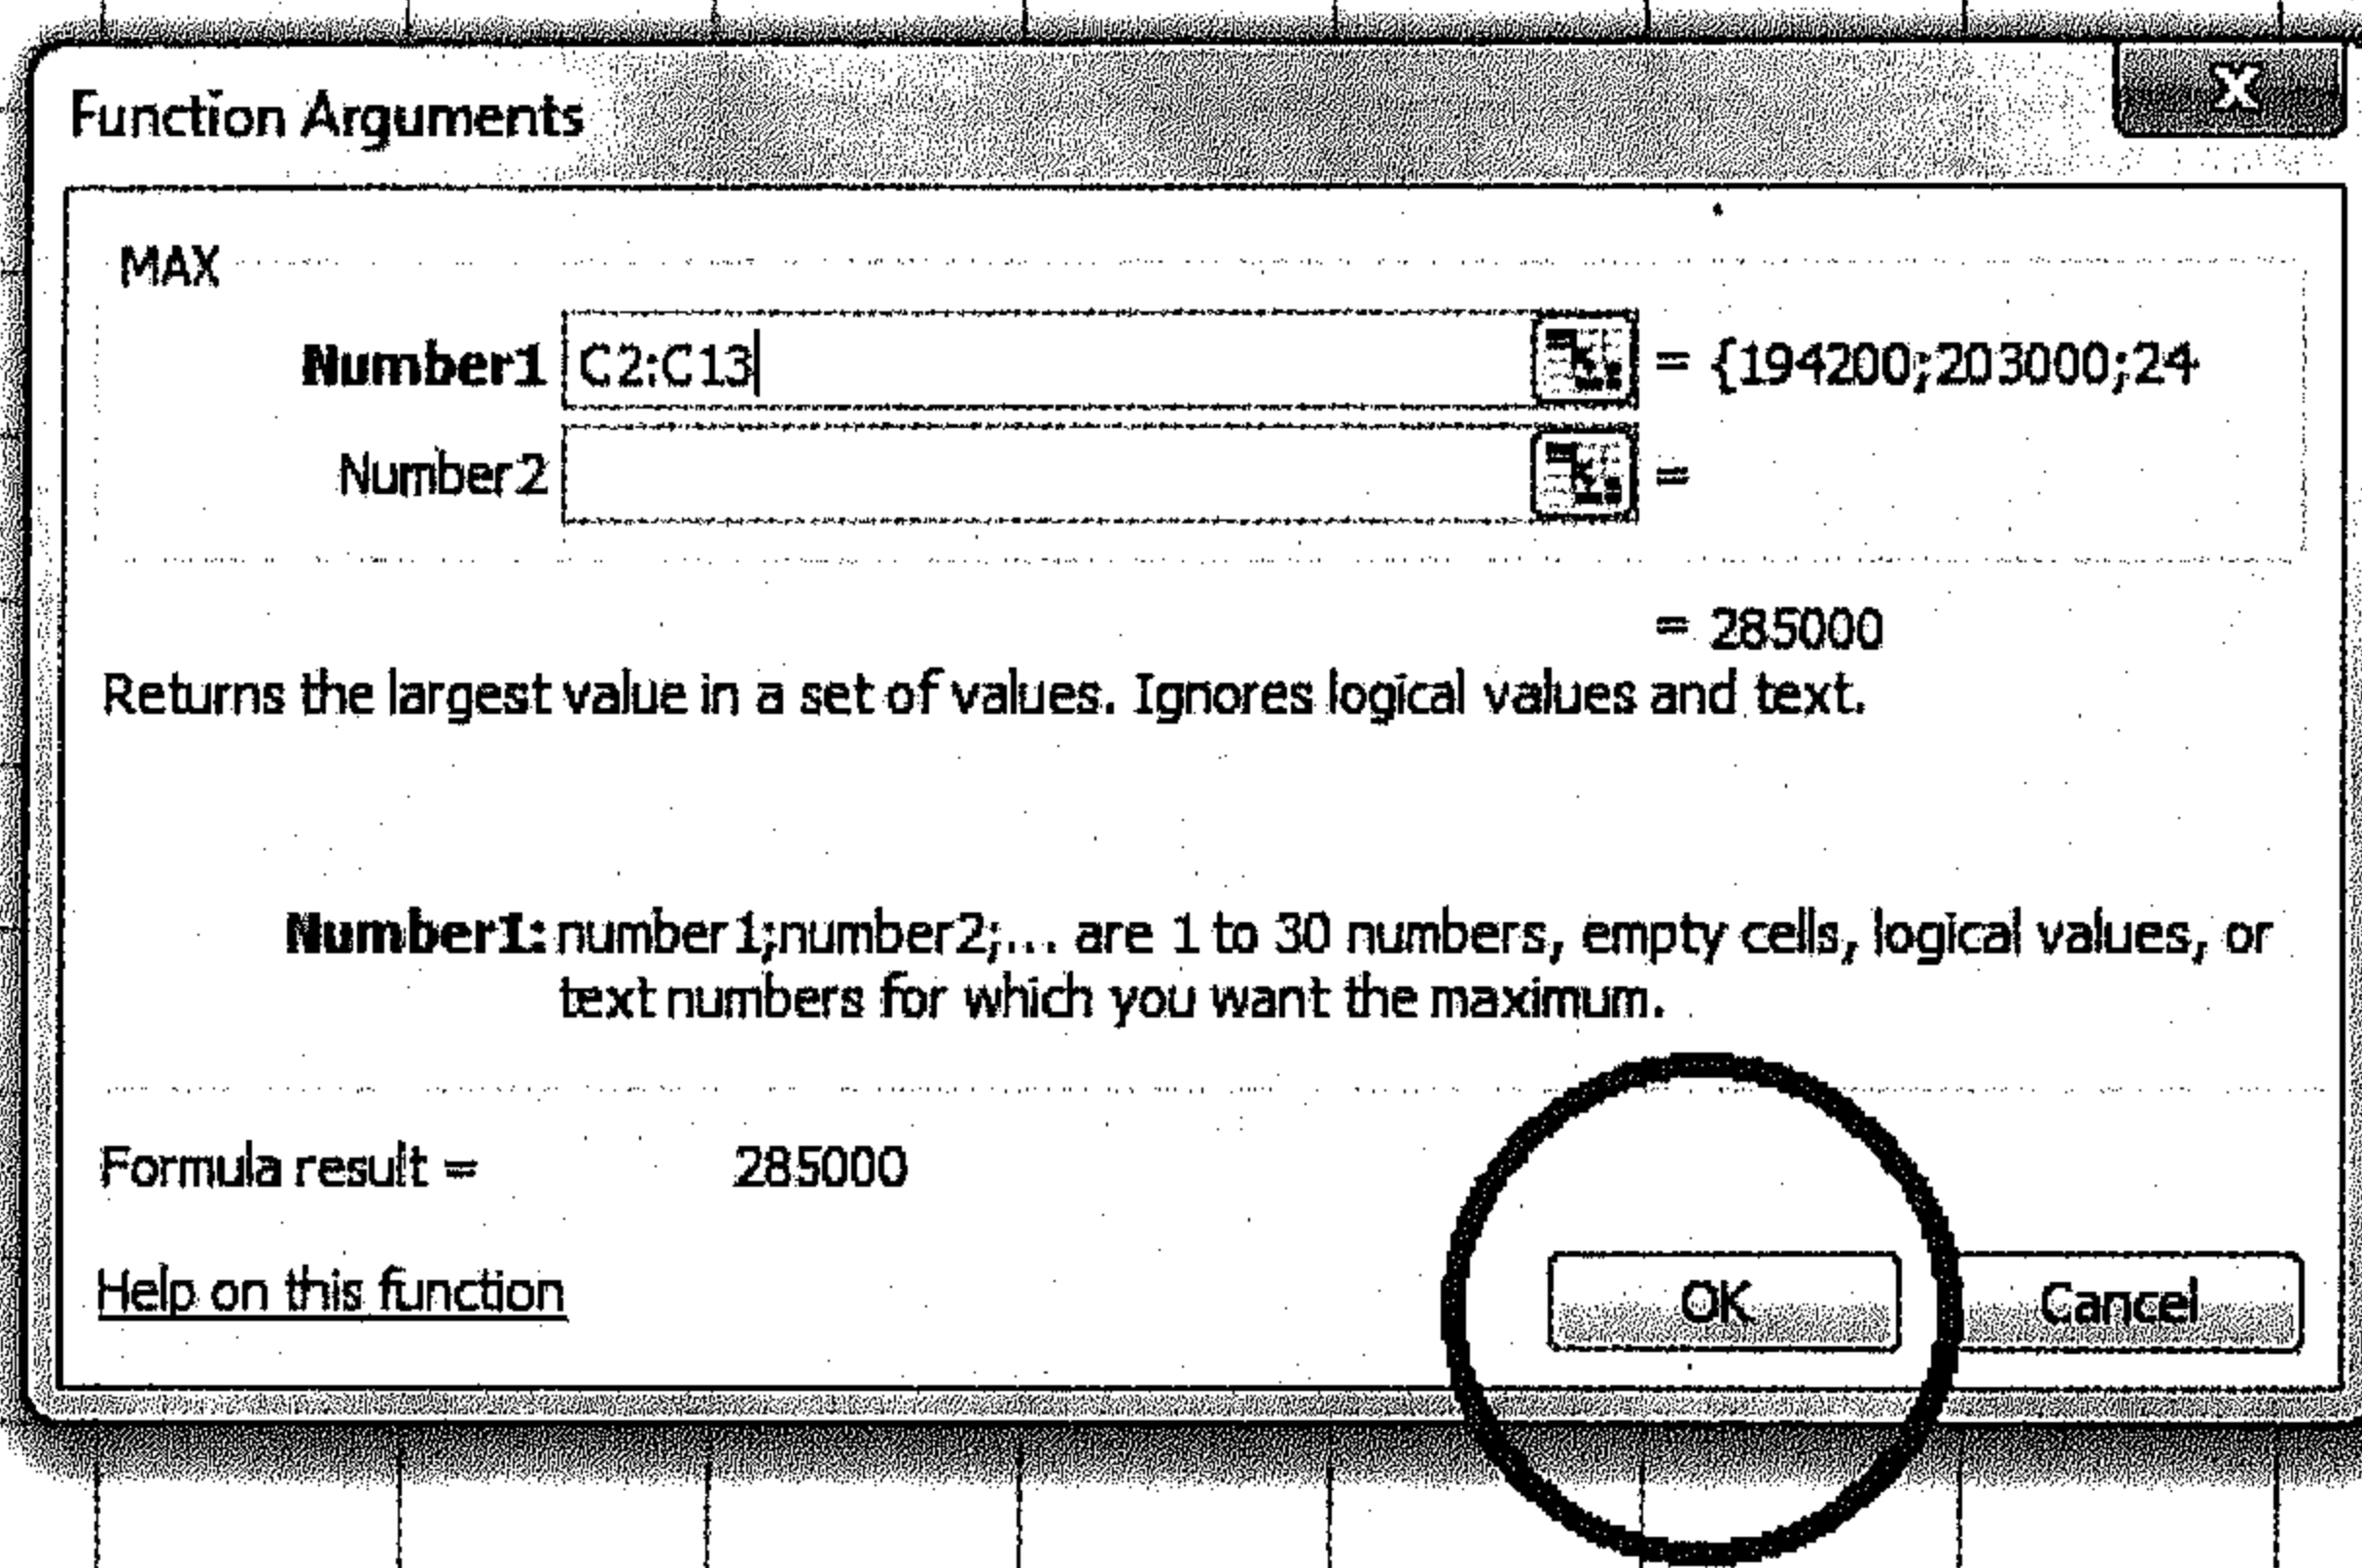 Function Arguments
X
MAX
Number1 C2:C13 = {194200;203000;24
Number2 =
= 285000
Returns the largest value in a set of values. Ignores logical values and text.
Number1: number1;number2;... are 1 to 30 numbers, empty cells, logical values, or
text numbers for which you want the maximum.
Formula result = 285000
Help on this function OK Cancel